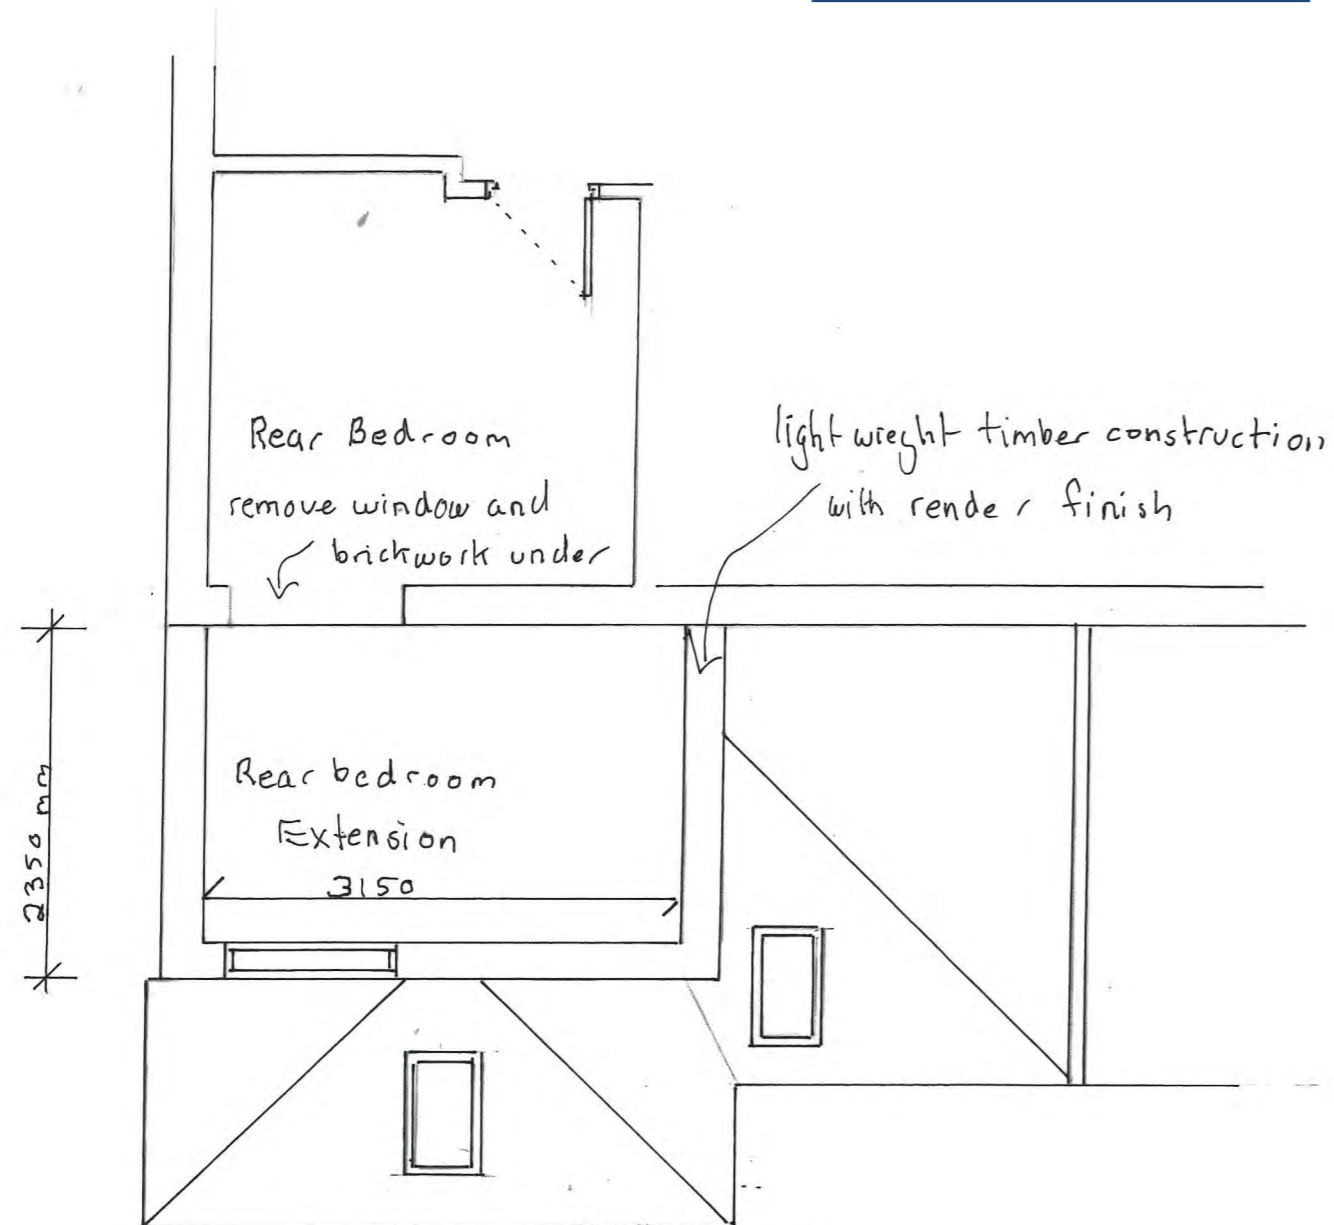 Rear Bedroom
remove window and
brickwork under
light wieght timber construction
with render finish
2350 mm
Rear bedroom
Extension
3150